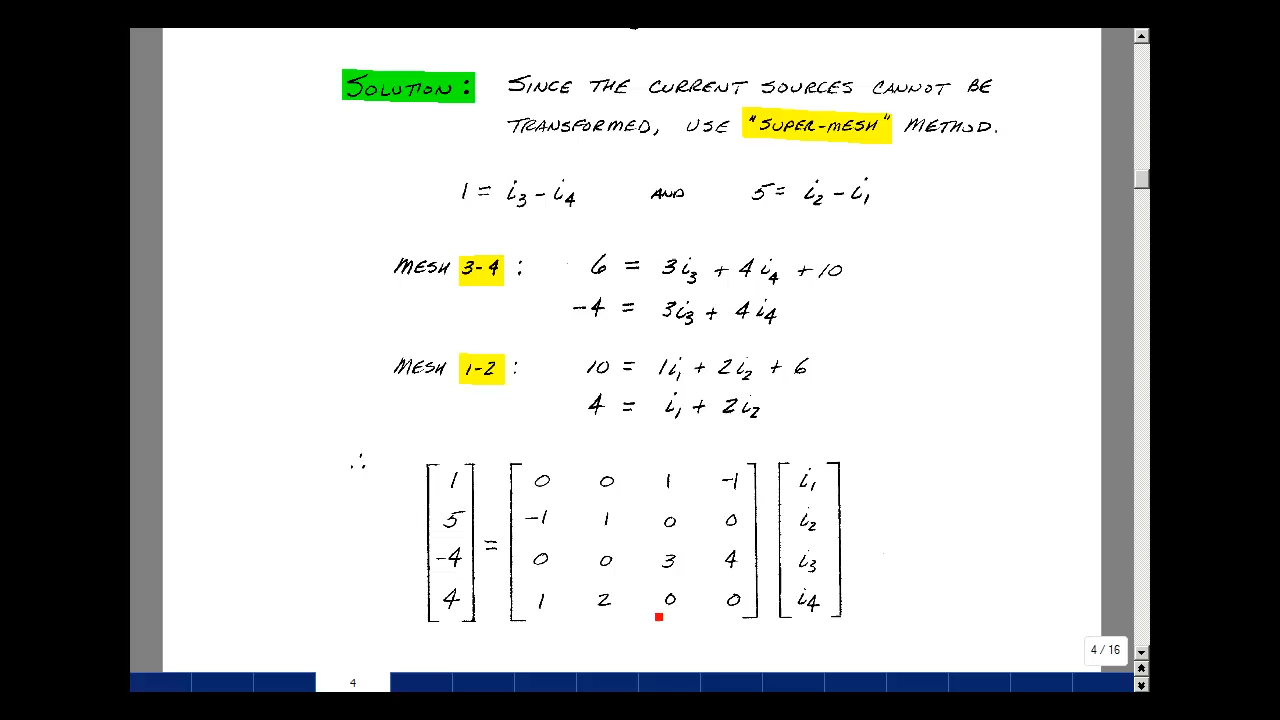 SOLUTION: SINCE THE CURRENT SOURCES CANNOT BE
TRANSFORMED, USE "SUPER-MESH" METHOD.
1 = i₃ - i₄ AND 5 = i₂ - i₁
MESH 3-4 : 6 = 3i₃ + 4i₄ + 10
-4 = 3i₃ + 4i₄
MESH 1-2 : 10 = 1i₁ + 2i₂ + 6
4 = i₁ + 2i₂
∴
1 0 0 1 -1 i₁
5 -1 1 0 0 i₂
= 
-4 0 0 3 4 i₃
4 1 2 0 0 i₄
4 / 16
4